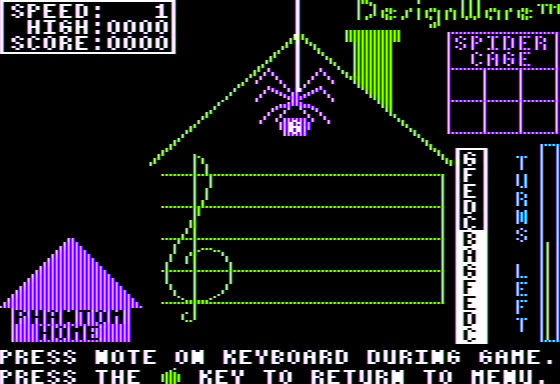 SPEED: 1
HIGH:0000
SCORE:0000
DesignWare™
SPIDER
CAGE
G
G
F
E
D
C
B
A
G
F
E
D
C
TURNS LEFT
PHANTOM
HOME
PRESS NOTE ON KEYBOARD DURING GAME.
PRESS THE KEY TO RETURN TO MENU.